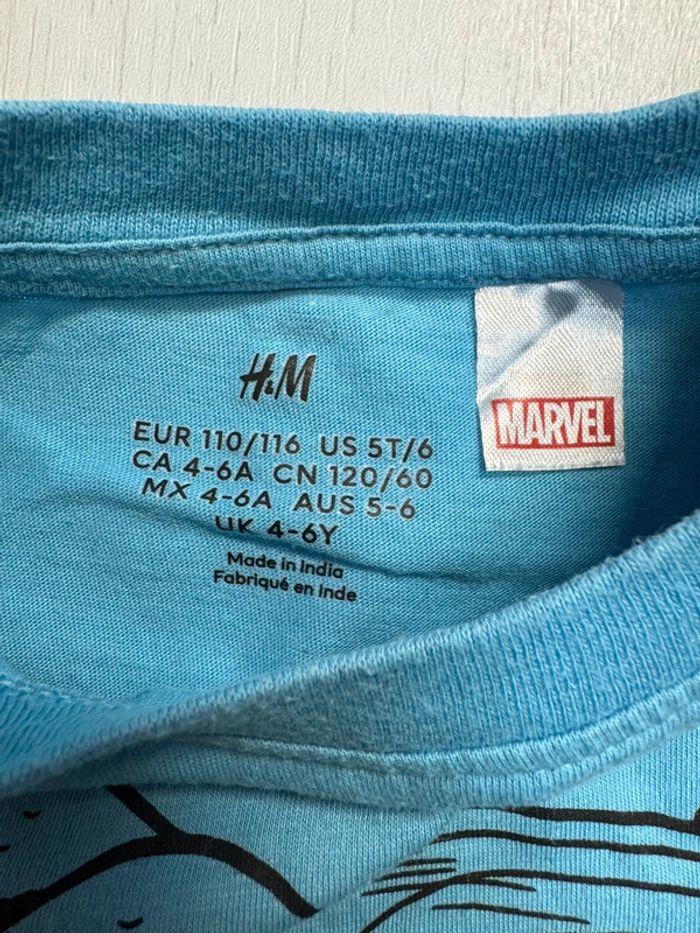 H&M
EUR 110/116 US 5T/6
CA 4-6A CN 120/60
MX 4-6A AUS 5-6
UK 4-6Y
Made in India
Fabriqué en Inde
MARVEL